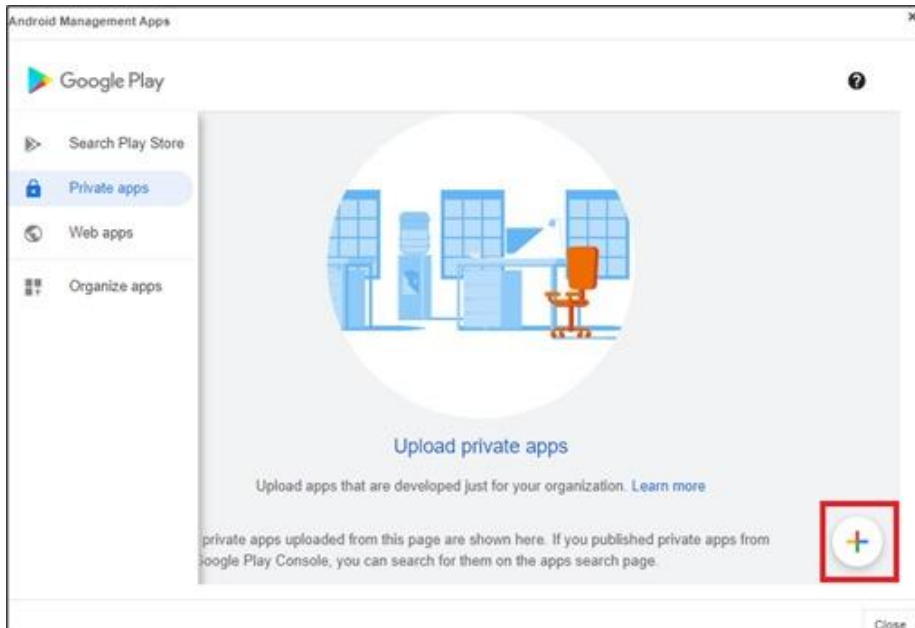 Android Management Apps
Google Play
Search Play Store
Private apps
Web apps
Organize apps
Upload private apps
Upload apps that are developed just for your organization. Learn more
private apps uploaded from this page are shown here. If you published private apps from
Google Play Console, you can search for them on the apps search page.
Close